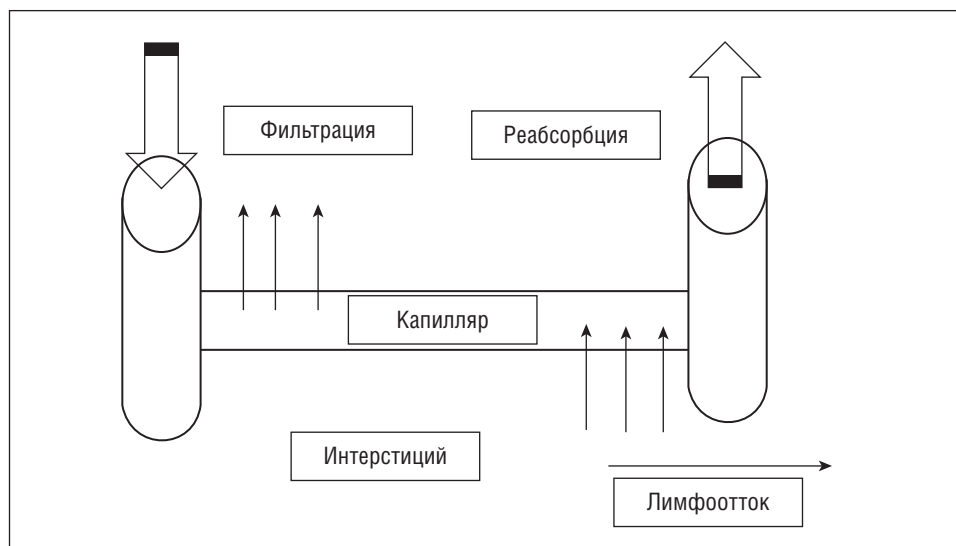 Фильтрация
Реабсорбция
Капилляр
Интерстиций
Лимфоотток